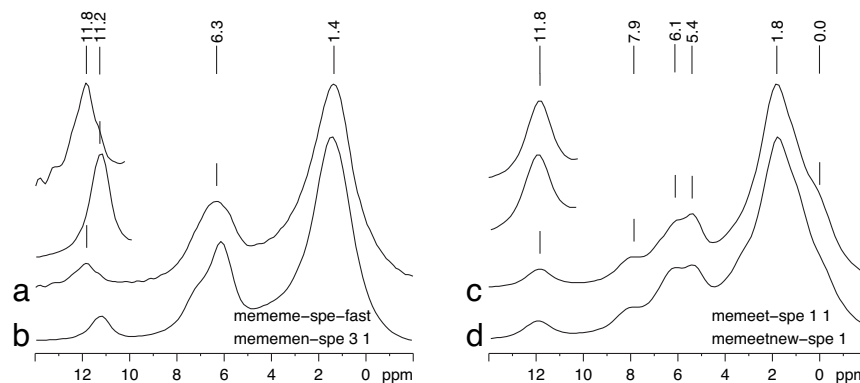 11.8
11.2
6.3
1.4
11.8
7.9
6.1
5.4
1.8
0.0
a
b
mememe-spe-fast
mememen-spe 3 1
c
d
memeet-spe 1 1
memeetnew-spe 1
12 10 8 6 4 2 0 ppm
12 10 8 6 4 2 0 ppm